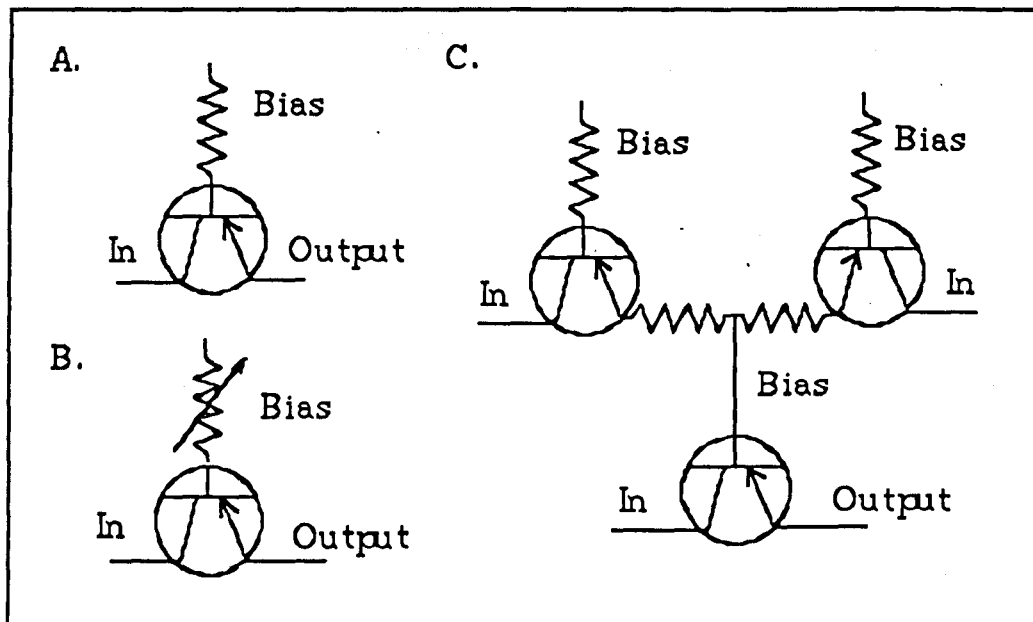 A.
Bias
In
Output
B.
Bias
In
Output
C.
Bias
Bias
In
In
Bias
In
Output